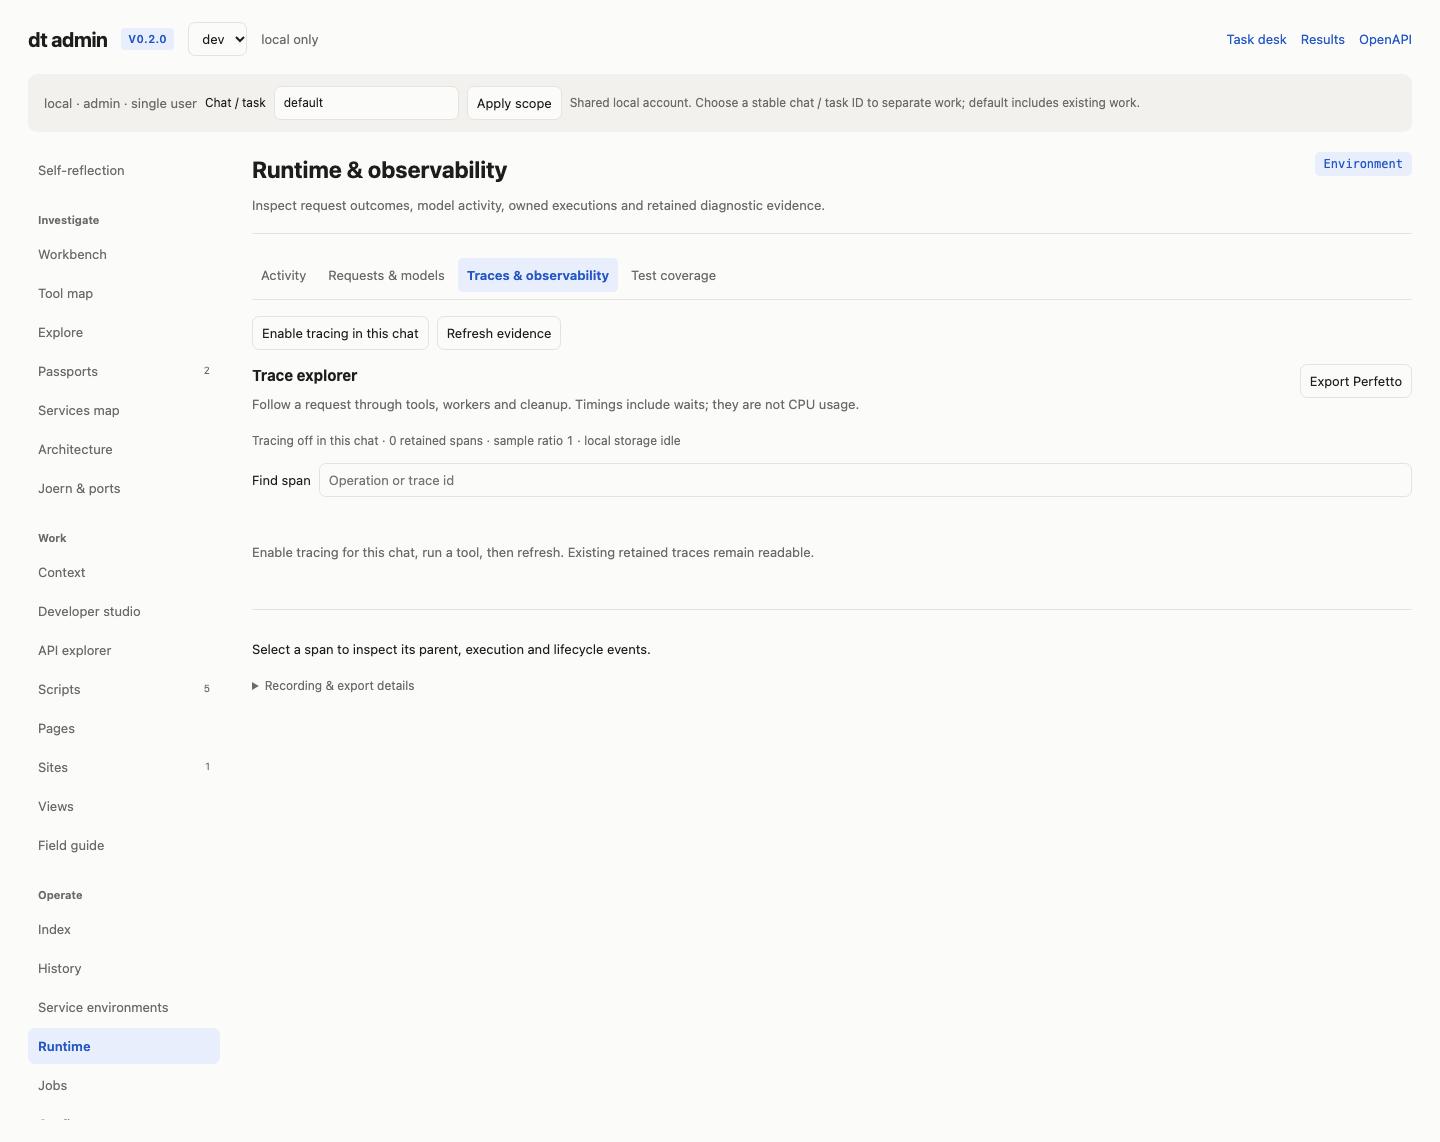 dt admin
V0.2.0
dev
local only
Task desk
Results
OpenAPI
local · admin · single user
Chat / task
default
Apply scope
Shared local account. Choose a stable chat / task ID to separate work; default includes existing work.
Self-reflection
Investigate
Workbench
Tool map
Explore
Passports 2
Services map
Architecture
Joern & ports
Work
Context
Developer studio
API explorer
Scripts 5
Pages
Sites 1
Views
Field guide
Operate
Index
History
Service environments
Runtime
Jobs
Runtime & observability
Environment
Inspect request outcomes, model activity, owned executions and retained diagnostic evidence.
Activity
Requests & models
Traces & observability
Test coverage
Enable tracing in this chat
Refresh evidence
Trace explorer
Export Perfetto
Follow a request through tools, workers and cleanup. Timings include waits; they are not CPU usage.
Tracing off in this chat · 0 retained spans · sample ratio 1 · local storage idle
Find span
Operation or trace id
Enable tracing for this chat, run a tool, then refresh. Existing retained traces remain readable.
Select a span to inspect its parent, execution and lifecycle events.
Recording & export details